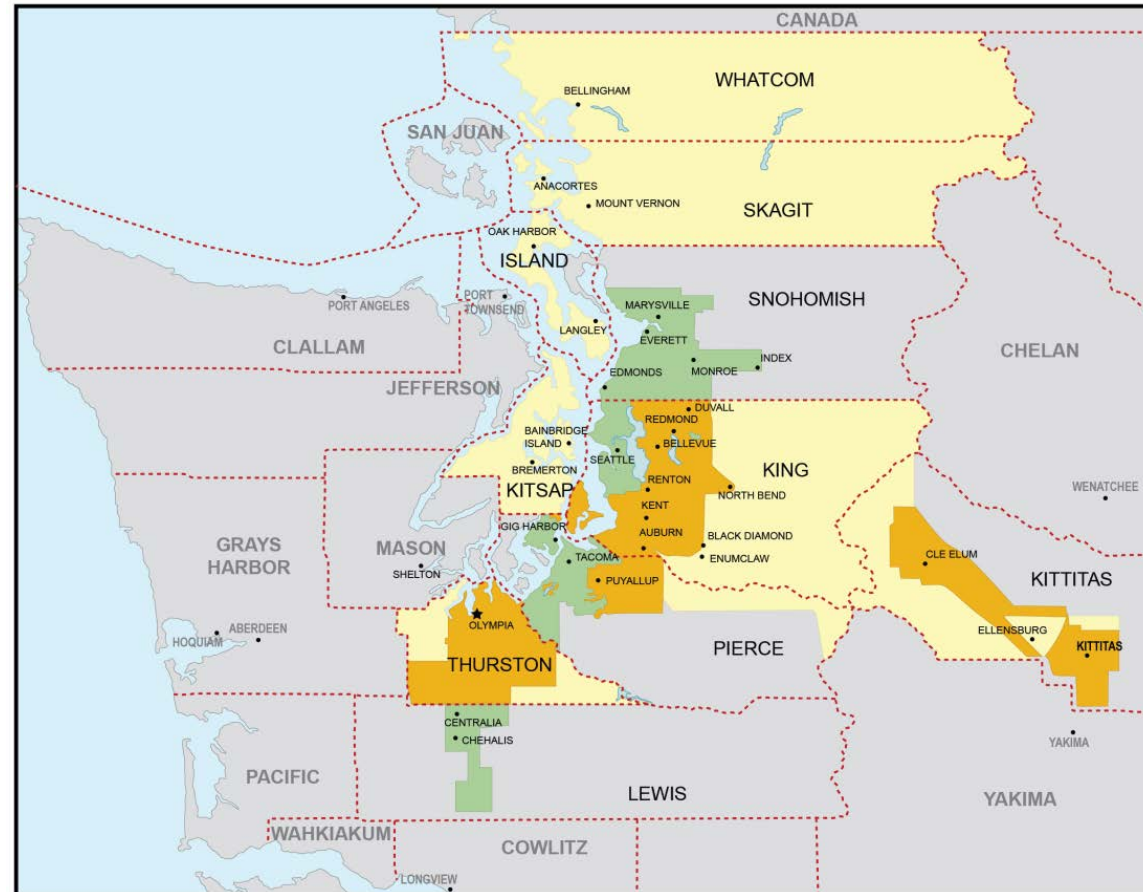 CANADA
WHATCOM
BELLINGHAM
SAN JUAN
ANACORTES
MOUNT VERNON
SKAGIT
OAK HARBOR
ISLAND
PORT ANGELES
PORT
TOWNSEND
SNOHOMISH
MARYSVILLE
LANGLEY
EVERETT
CLALLAM
CHELAN
INDEX
MONROE
EDMONDS
JEFFERSON
DUVALL
REDMOND
BAINBRIDGE
ISLAND
BELLEVUE
SEATTLE
BREMERTON
KING
KITSAP
RENTON
NORTH BEND
WENATCHEE
KENT
GIG HARBOR
AUBURN
BLACK DIAMOND
GRAYS
HARBOR
MASON
TACOMA
ENUMCLAW
CLE ELUM
SHELTON
PUYALLUP
KITTITAS
ABERDEEN
HOQUIAM
OLYMPIA
ELLENSBURG
PIERCE
KITTITAS
THURSTON
CENTRALIA
CHEHALIS
YAKIMA
PACIFIC
LEWIS
YAKIMA
WAHKIAKUM
COWLITZ
LONGVIEW